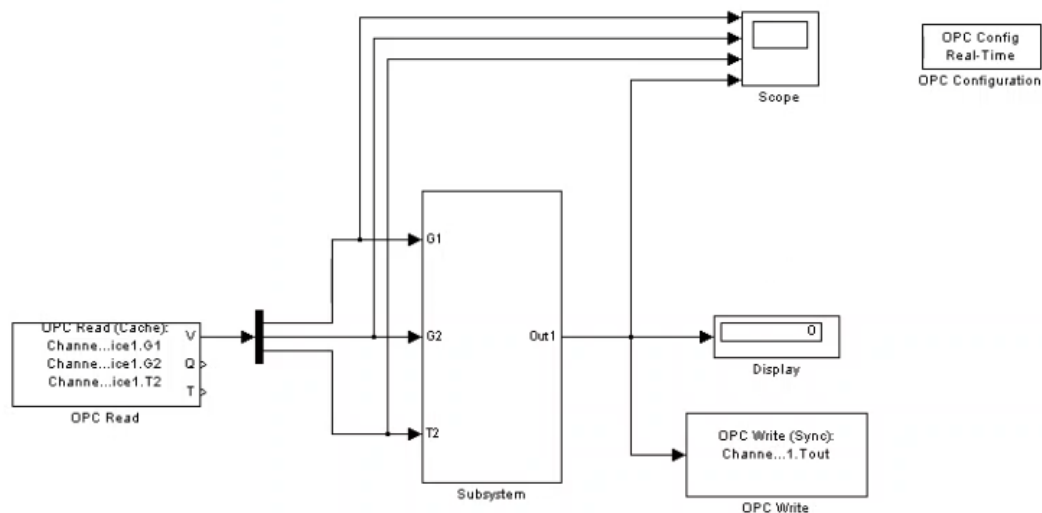 OPC Config
Real-Time
OPC Configuration
Scope
G1
G2
T2
Out1
Subsystem
OPC Read (Cache):
Channe...ice1.G1
Channe...ice1.G2
Channe...ice1.T2
V
Q
T
OPC Read
0
Display
OPC Write (Sync):
Channe...1.Tout
OPC Write